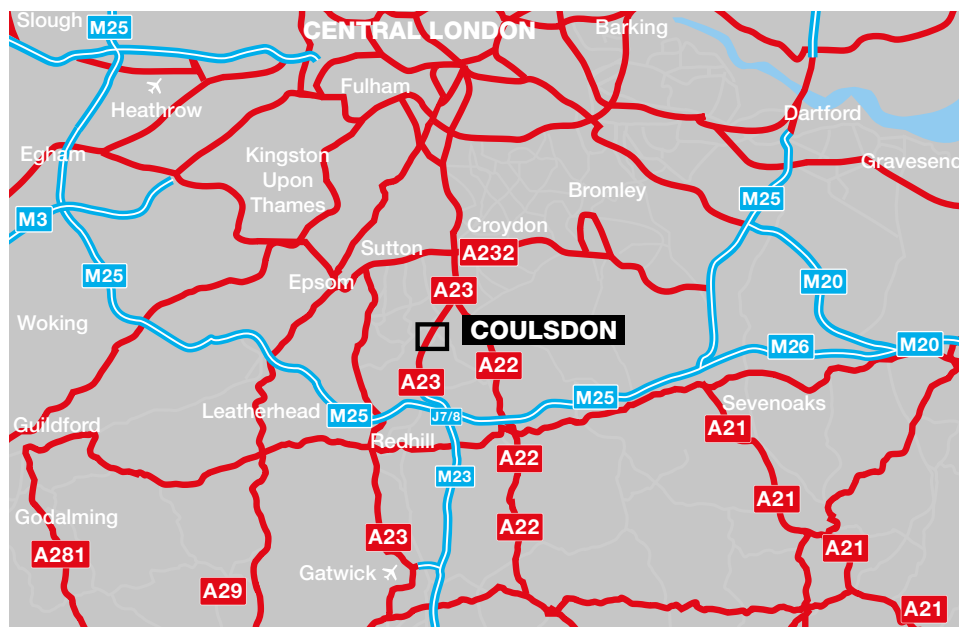 Slough
M25
CENTRAL LONDON
Barking
Heathrow
Fulham
Dartford
Egham
Kingston
Upon
Thames
Gravesend
Bromley
M3
M25
Croydon
Sutton
A232
M25
Epsom
A23
M20
Woking
COULSDON
M26
M20
A22
A23
M25
Leatherhead
M25
J7/8
Sevenoaks
Guildford
Redhill
A21
A22
M23
A21
Godalming
A22
A23
A281
A21
Gatwick
A29
A21